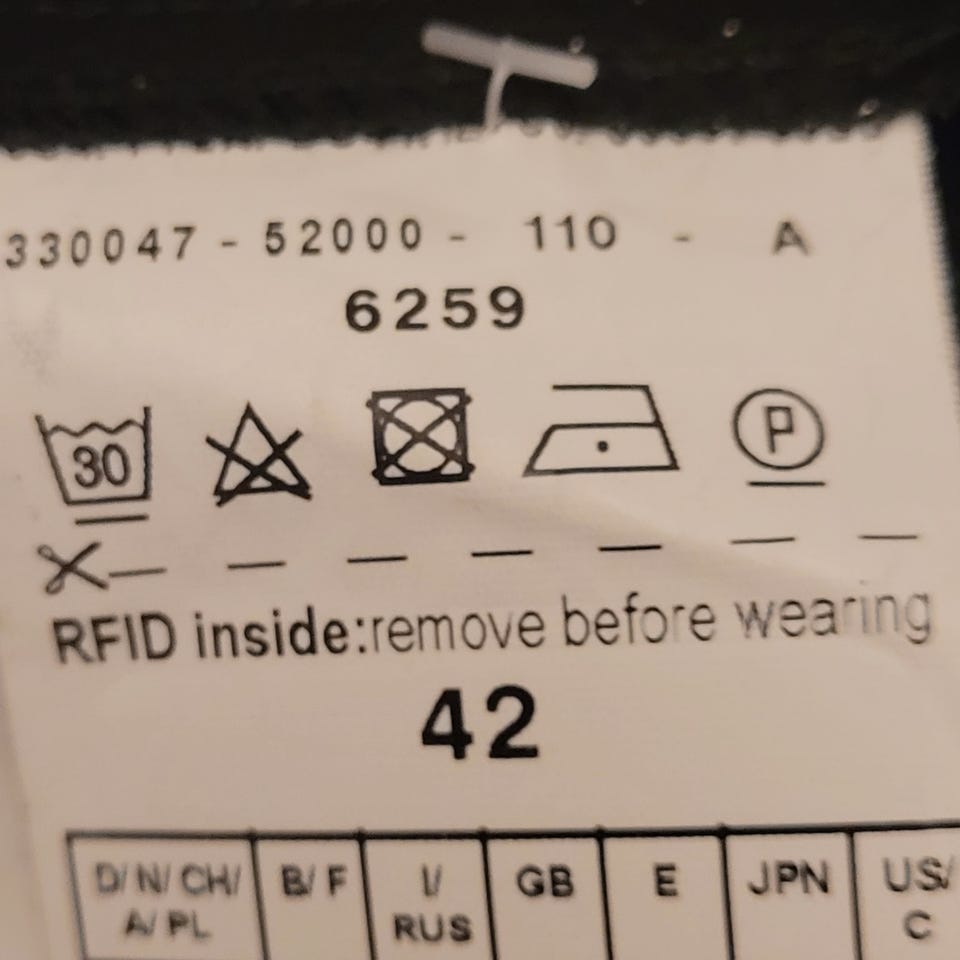 330047 - 52000 - 110 - A
6259
30 P
RFID inside:remove before wearing
42
D/N/CH/ A/PL B/F I/ RUS GB E JPN US/ C